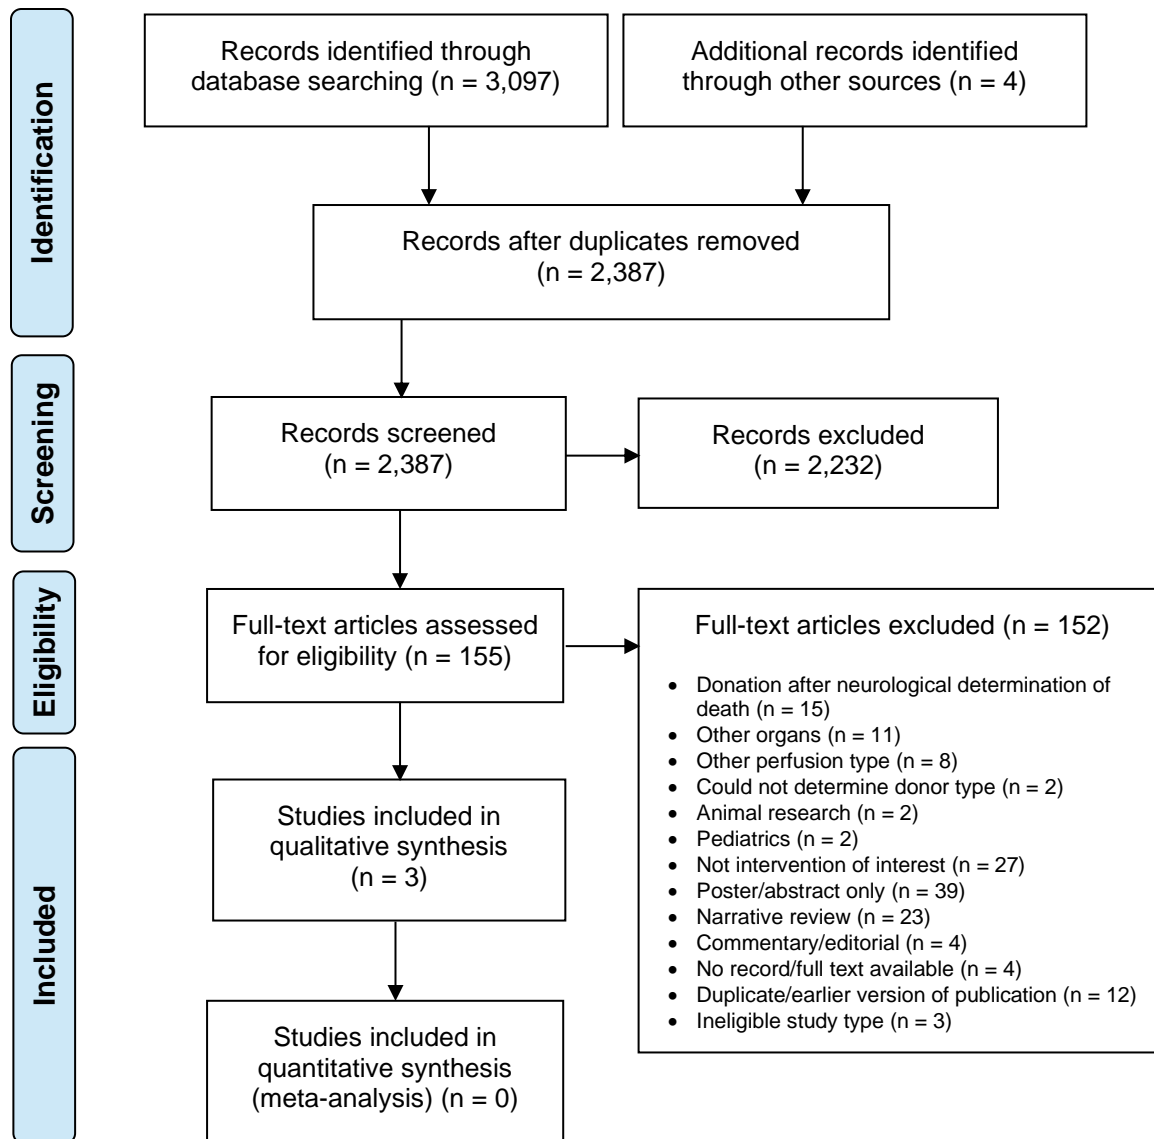 Identification
Records identified through
database searching (n = 3,097)
Additional records identified
through other sources (n = 4)
Records after duplicates removed
(n = 2,387)
Screening
Records screened
(n = 2,387)
Records excluded
(n = 2,232)
Eligibility
Full-text articles assessed
for eligibility (n = 155)
Full-text articles excluded (n = 152)
• Donation after neurological determination of
death (n = 15)
• Other organs (n = 11)
• Other perfusion type (n = 8)
• Could not determine donor type (n = 2)
• Animal research (n = 2)
• Pediatrics (n = 2)
• Not intervention of interest (n = 27)
• Poster/abstract only (n = 39)
• Narrative review (n = 23)
• Commentary/editorial (n = 4)
• No record/full text available (n = 4)
• Duplicate/earlier version of publication (n = 12)
• Ineligible study type (n = 3)
Included
Studies included in
qualitative synthesis
(n = 3)
Studies included in
quantitative synthesis
(meta-analysis) (n = 0)